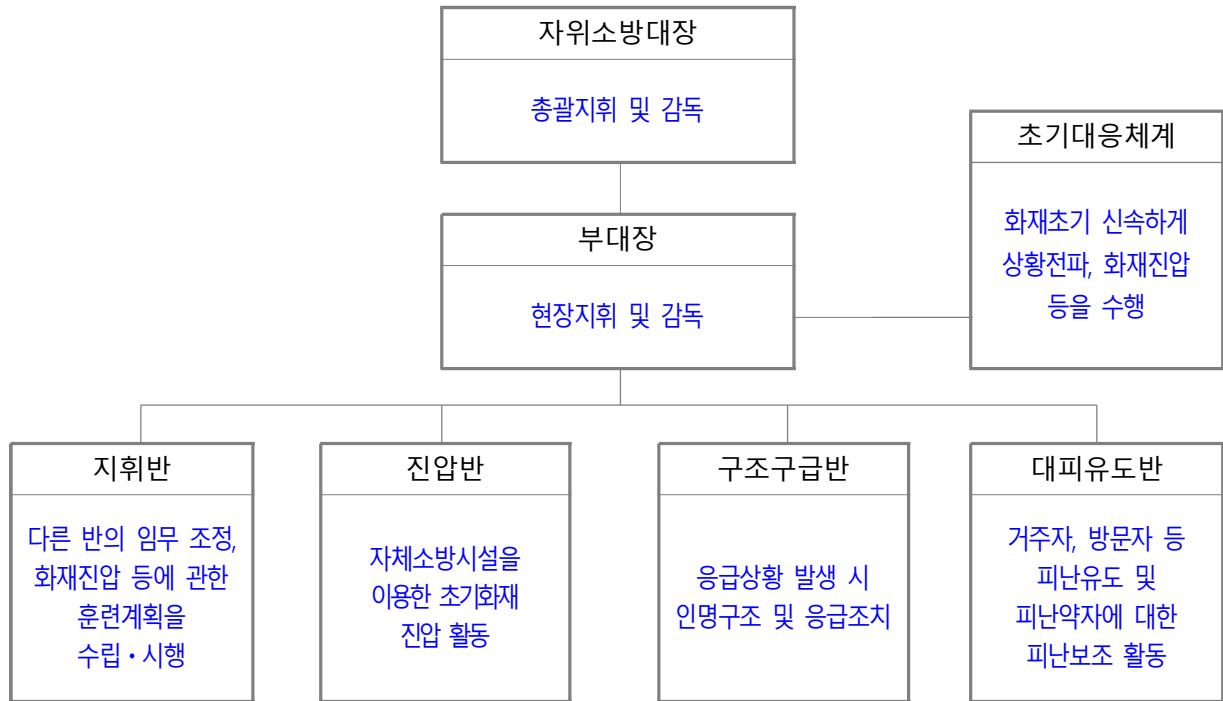 자위소방대장
총괄지휘 및 감독
초기대응체계
화재초기 신속하게
상황전파, 화재진압
등을 수행
부대장
현장지휘 및 감독
지휘반
다른 반의 임무 조정,
화재진압 등에 관한
훈련계획을
수립·시행
진압반
자체소방시설을
이용한 초기화재
진압 활동
구조구급반
응급상황 발생 시
인명구조 및 응급조치
대피유도반
거주자, 방문자 등
피난유도 및
피난약자에 대한
피난보조 활동